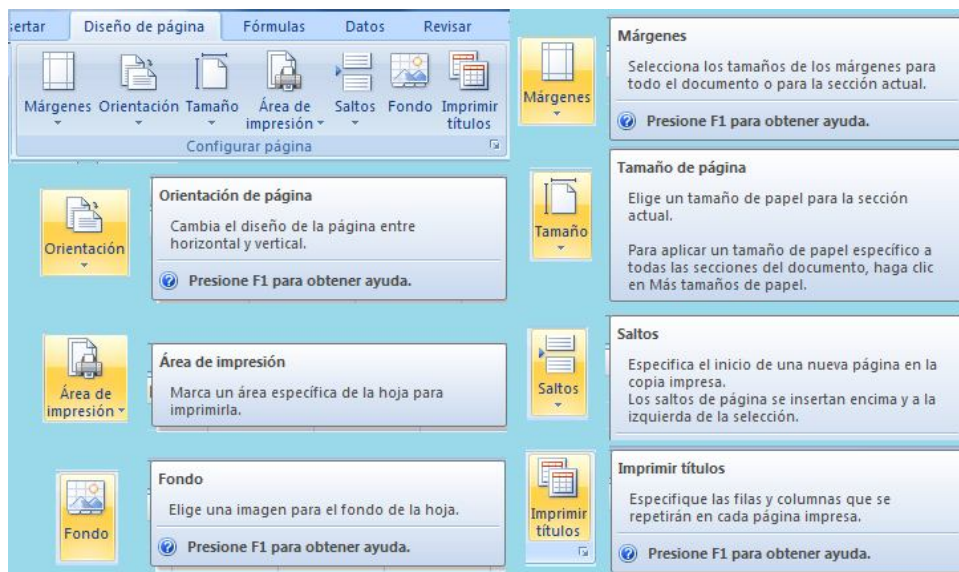 sertar Diseño de página Fórmulas Datos Revisar
Márgenes Orientación Tamaño Área de impresión Saltos Fondo Imprimir títulos
Configurar página
Márgenes
Márgenes
Selecciona los tamaños de los márgenes para
todo el documento o para la sección actual.
Presione F1 para obtener ayuda.
Orientación
Orientación de página
Cambia el diseño de la página entre
horizontal y vertical.
Presione F1 para obtener ayuda.
Tamaño
Tamaño de página
Elige un tamaño de papel para la sección
actual.
Para aplicar un tamaño de papel específico a
todas las secciones del documento, haga clic
en Más tamaños de papel.
Área de
impresión
Área de impresión
Marca un área específica de la hoja para
imprimirla.
Saltos
Saltos
Especifica el inicio de una nueva página en la
copia impresa.
Los saltos de página se insertan encima y a la
izquierda de la selección.
Fondo
Fondo
Elige una imagen para el fondo de la hoja.
Presione F1 para obtener ayuda.
Imprimir
títulos
Imprimir títulos
Especifique las filas y columnas que se
repetirán en cada página impresa.
Presione F1 para obtener ayuda.